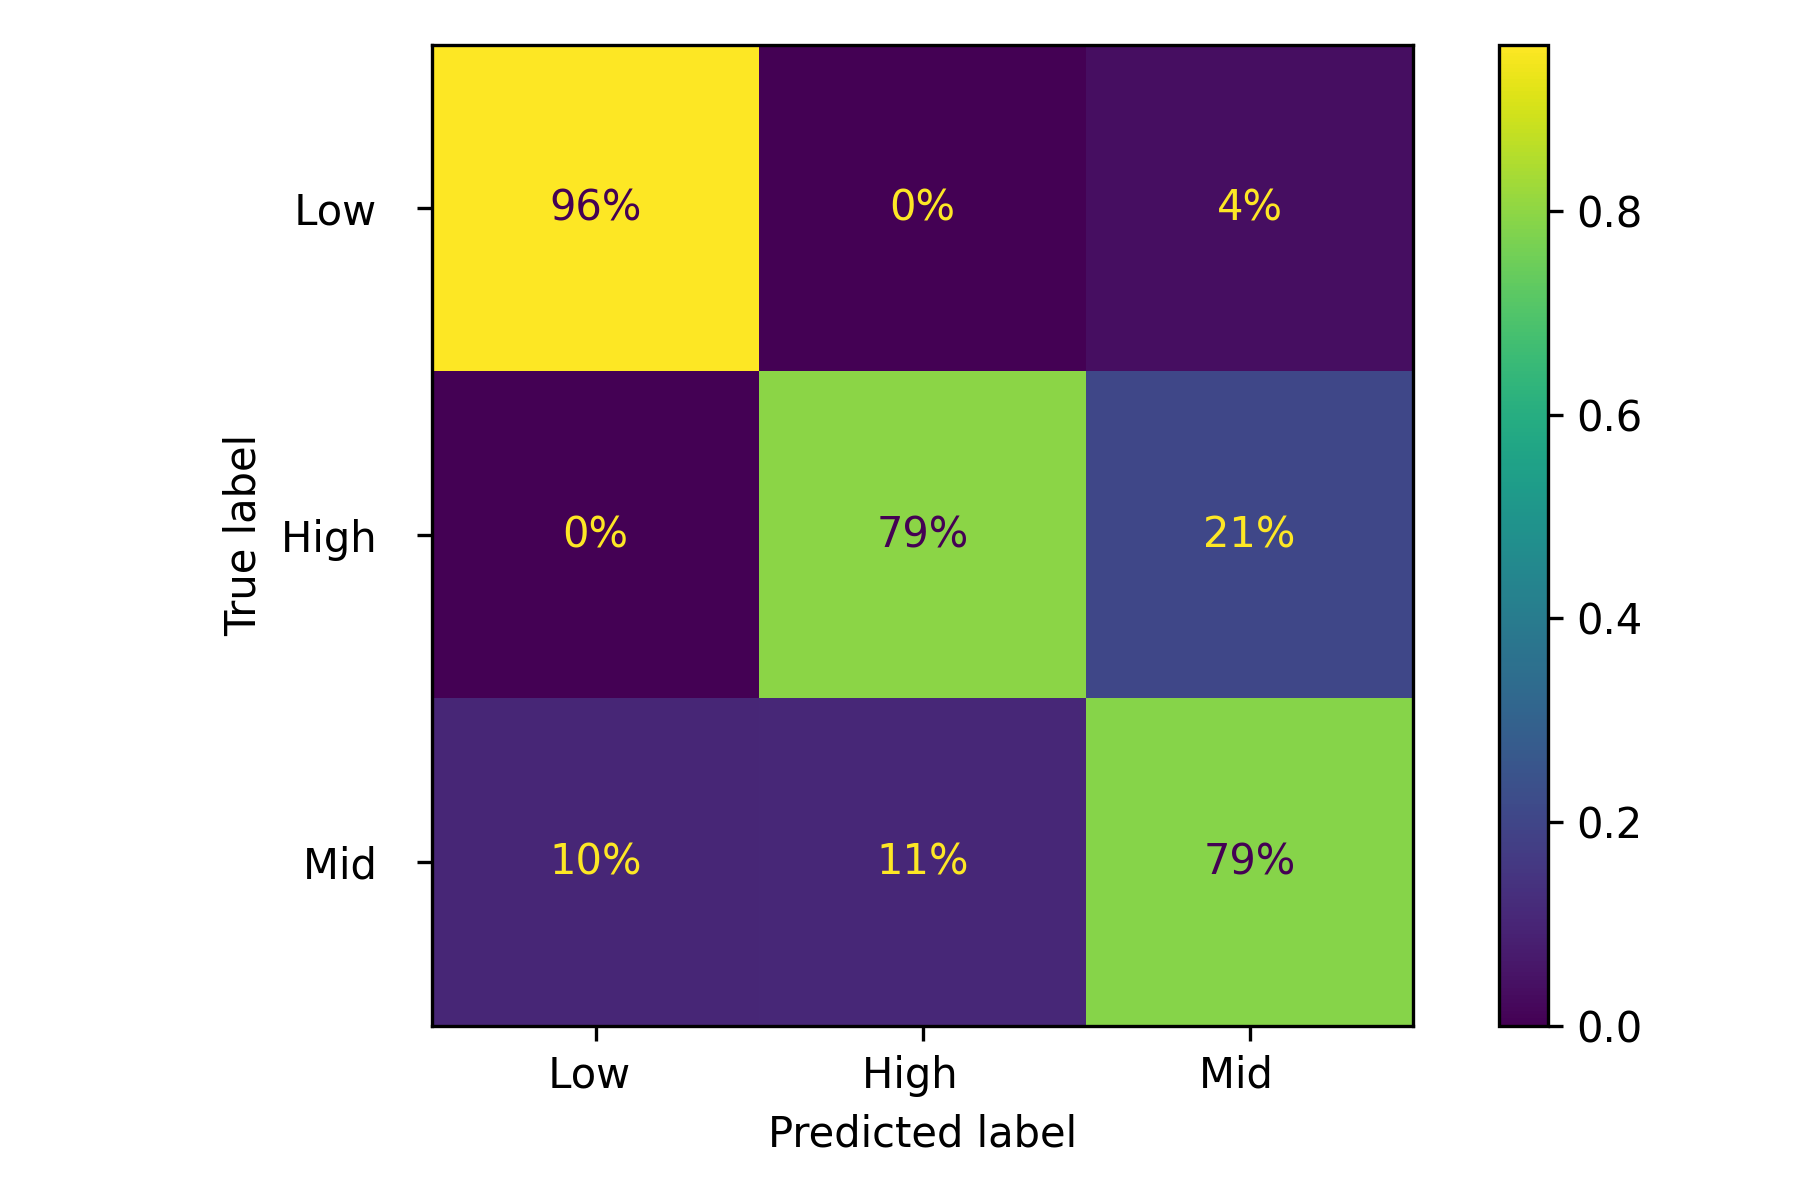 Low 96% 0% 4%
High 0% 79% 21%
Mid 10% 11% 79%
Low High Mid
Predicted label
True label
0.8
0.6
0.4
0.2
0.0